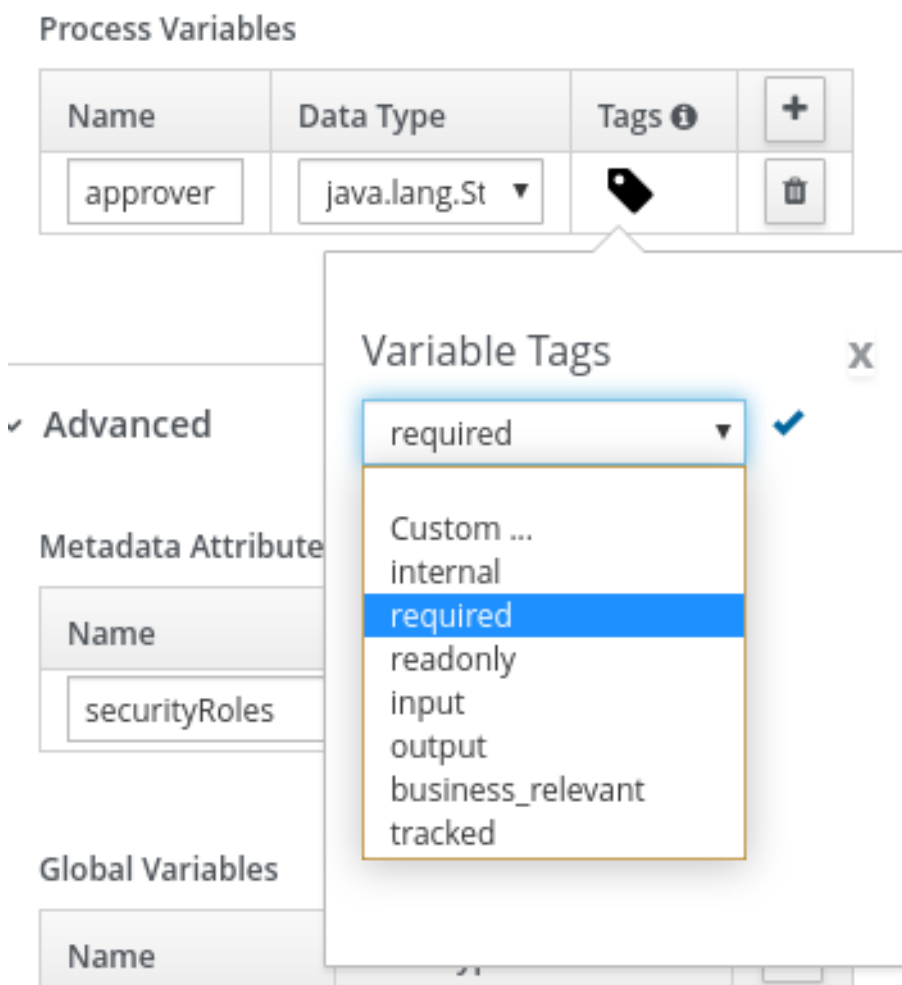 Process Variables
Name Data Type Tags
approver java.lang.St
Variable Tags X
required
Custom ...
internal
required
readonly
input
output
business_relevant
tracked
Advanced
Metadata Attribute
Name
securityRoles
Global Variables
Name